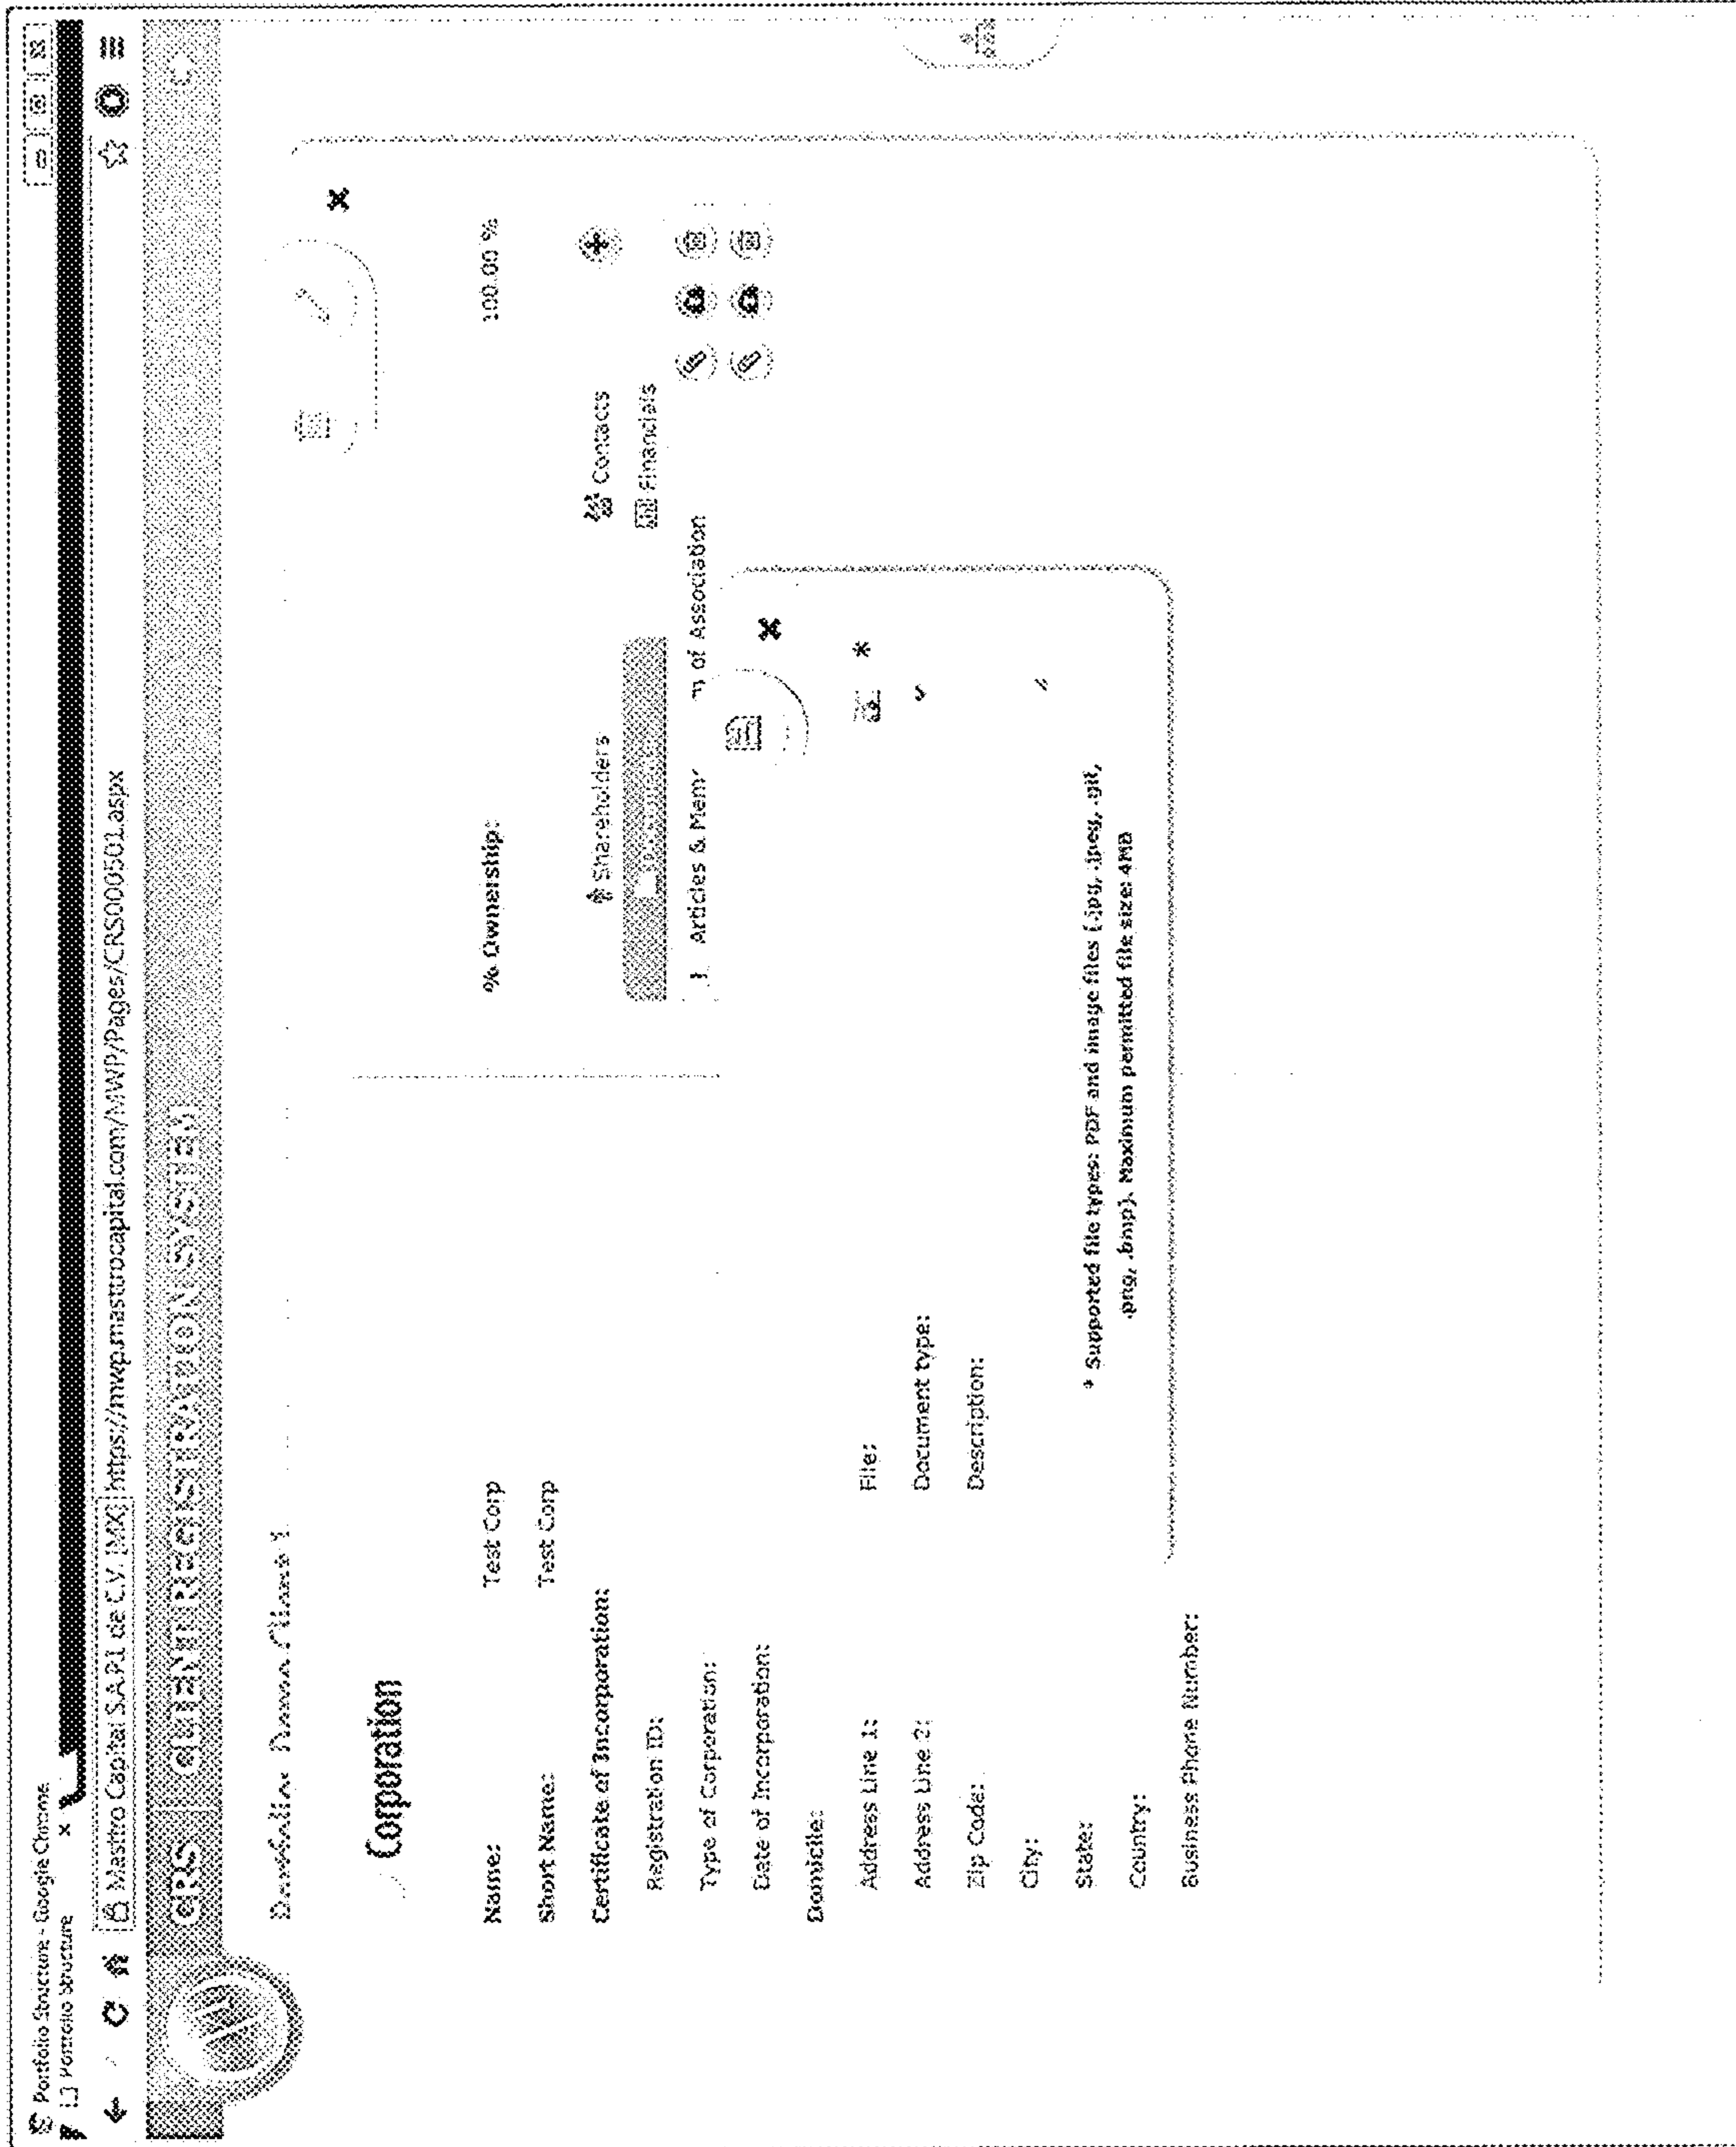 Portfolio Structure - Google Chrome
Portfolio Structure
Mastro Capital S.A.P.I. de C.V. [MX] https://mwp.mastrocapital.com/MWP/Pages/CRS000501.aspx
CRS | CLIENT REGISTRATION SYSTEM
Corporation
Name: Test Corp
% Ownership: 100.00 %
Short Name: Test Corp
Certificate of Incorporation:
Shareholders
Contacts
Registration ID:
Financials
Type of Corporation:
1 Articles & Mem of Association
Date of Incorporation:
Domicile:
Address Line 1:
File: *
Address Line 2:
Document type:
Zip Code:
Description:
City:
State:
* Supported file types: PDF and image files (.jpg, .jpeg, .gif,
.png, .bmp). Maximum permitted file size: 4MB
Country:
Business Phone Number: